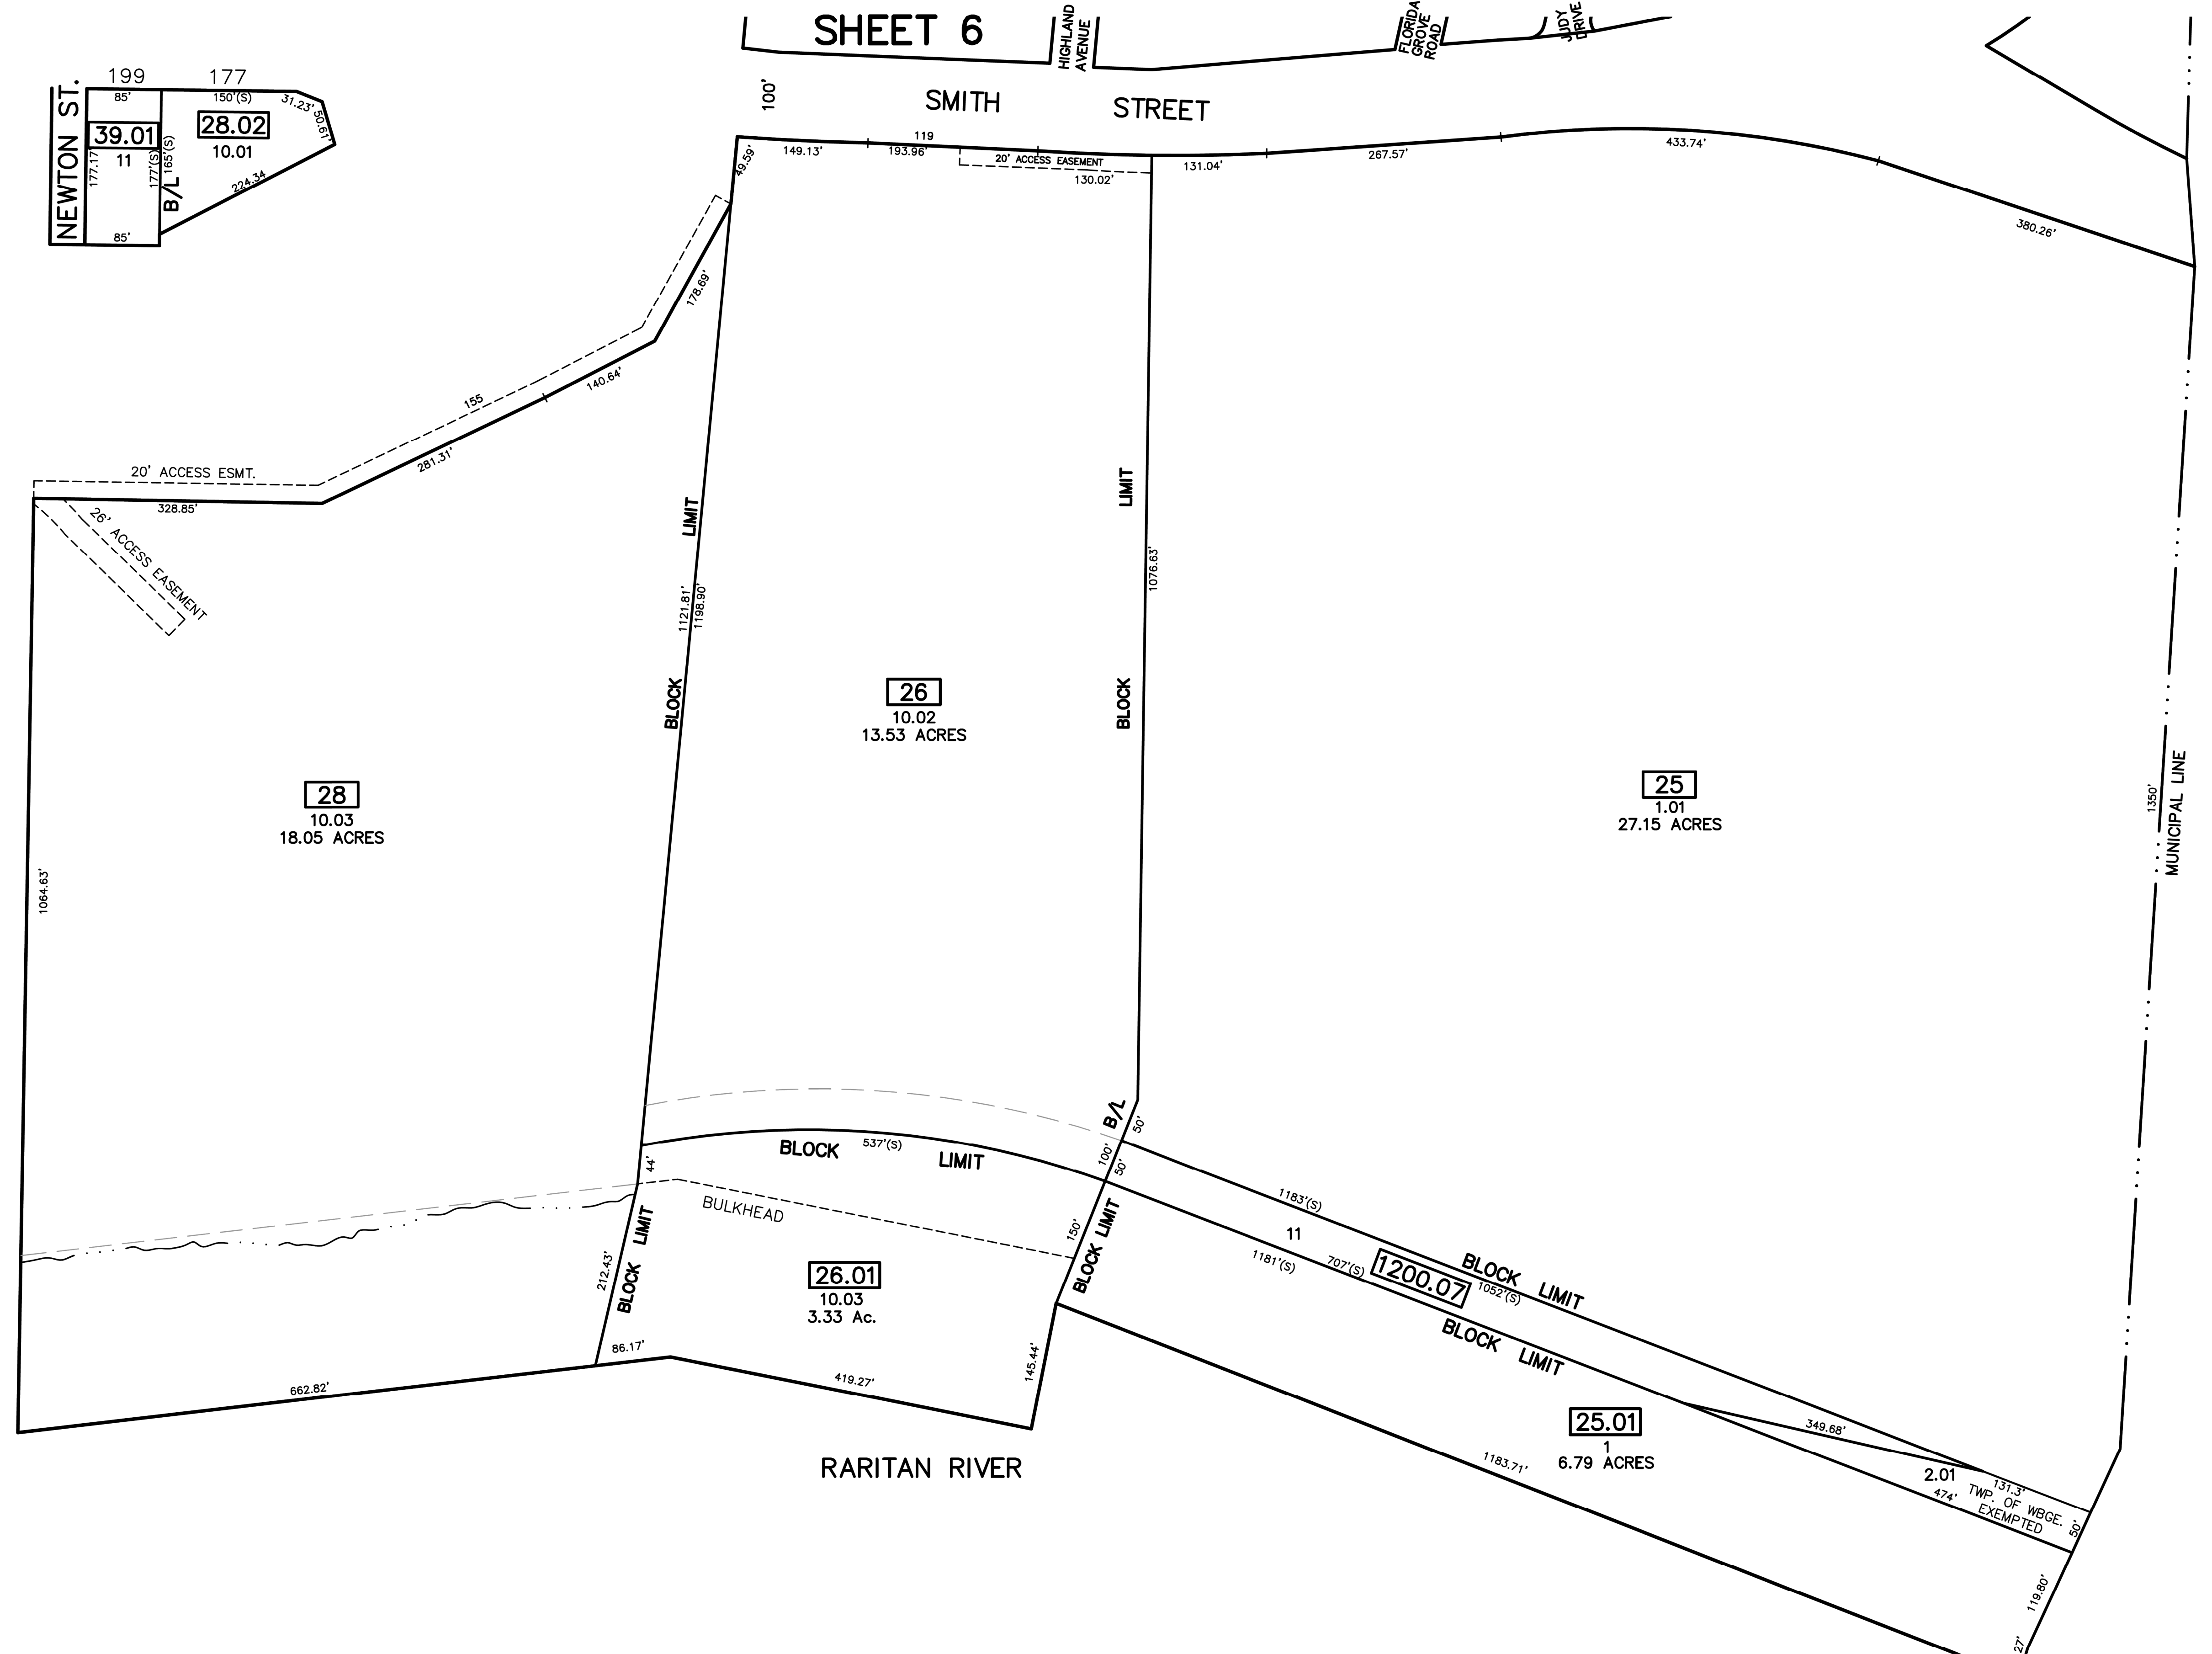 SHEET 6
HIGHLAND
AVENUE
FLORIDA
GROVE
ROAD
JUDY
DRIVE
199
177
85'
150'(S)
31.23'
50.61'
NEWTON ST.
39.01
11
177.17'
177'(S)
165'(S)
B/L
28.02
10.01
224.34
85'
100'
SMITH STREET
49.59'
149.13'
119
193.96'
20' ACCESS EASEMENT
130.02'
131.04'
267.57'
433.74'
380.26'
178.69'
140.64'
155
281.31'
20' ACCESS ESMT.
328.85'
26' ACCESS EASEMENT
BLOCK LIMIT
1121.81'
1198.90'
BLOCK LIMIT
1076.63'
26
10.02
13.53 ACRES
28
10.03
18.05 ACRES
25
1.01
27.15 ACRES
1350'
MUNICIPAL LINE
1064.63'
B/L
50'
100'
50'
BLOCK 537'(S) LIMIT
44'
BULKHEAD
150'
BLOCK LIMIT
BLOCK LIMIT
212.43'
26.01
10.03
3.33 Ac.
86.17'
419.27'
145.44'
662.82'
RARITAN RIVER
1183'(S)
11
1181'(S)
707'(S)
1200.07
BLOCK LIMIT
1052'(S)
BLOCK LIMIT
25.01
1
6.79 ACRES
1183.71'
349.68'
2.01
131.3'
474'
TWP. OF WBGE.
EXEMPTED
50'
119.80'
27'